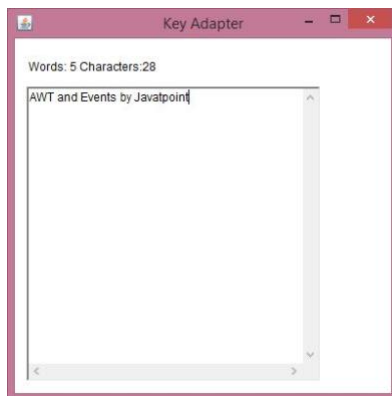 Key Adapter
Words: 5 Characters:28
AWT and Events by Javatpoint